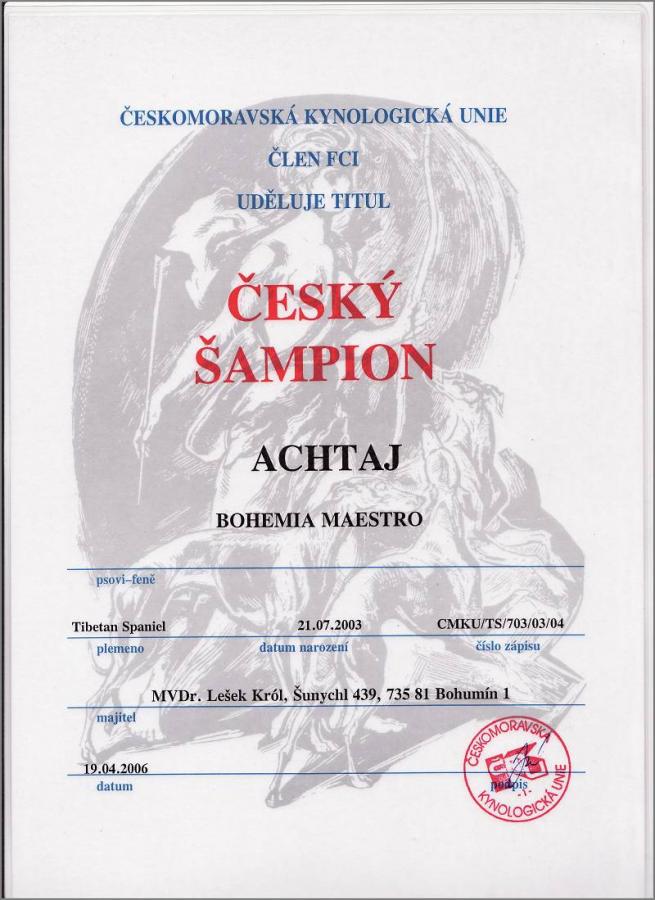 ČESKOMORAVSKÁ KYNOLOGICKÁ UNIE
ČLEN FCI
UDĚLUJE TITUL
ČESKÝ
ŠAMPION
ACHTAJ
BOHEMIA MAESTRO
psovi–feně
Tibetan Spaniel 21.07.2003 CMKU/TS/703/03/04
plemeno datum narození číslo zápisu
MVDr. Lešek Król, Šunychl 439, 735 81 Bohumín 1
majitel
19.04.2006
datum podpis
ČESKOMORAVSKÁ
KYNOLOGICKÁ UNIE
-1-